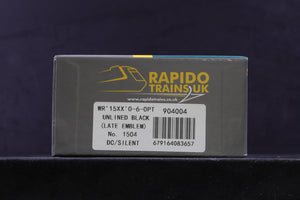 RAPIDO
TRAINS UK
www.rapidotrains.co.uk
WR '15XX' 0-6-0PT 904004
UNLINED BLACK
(LATE EMBLEM)
No. 1504
DC/SILENT 679164083657